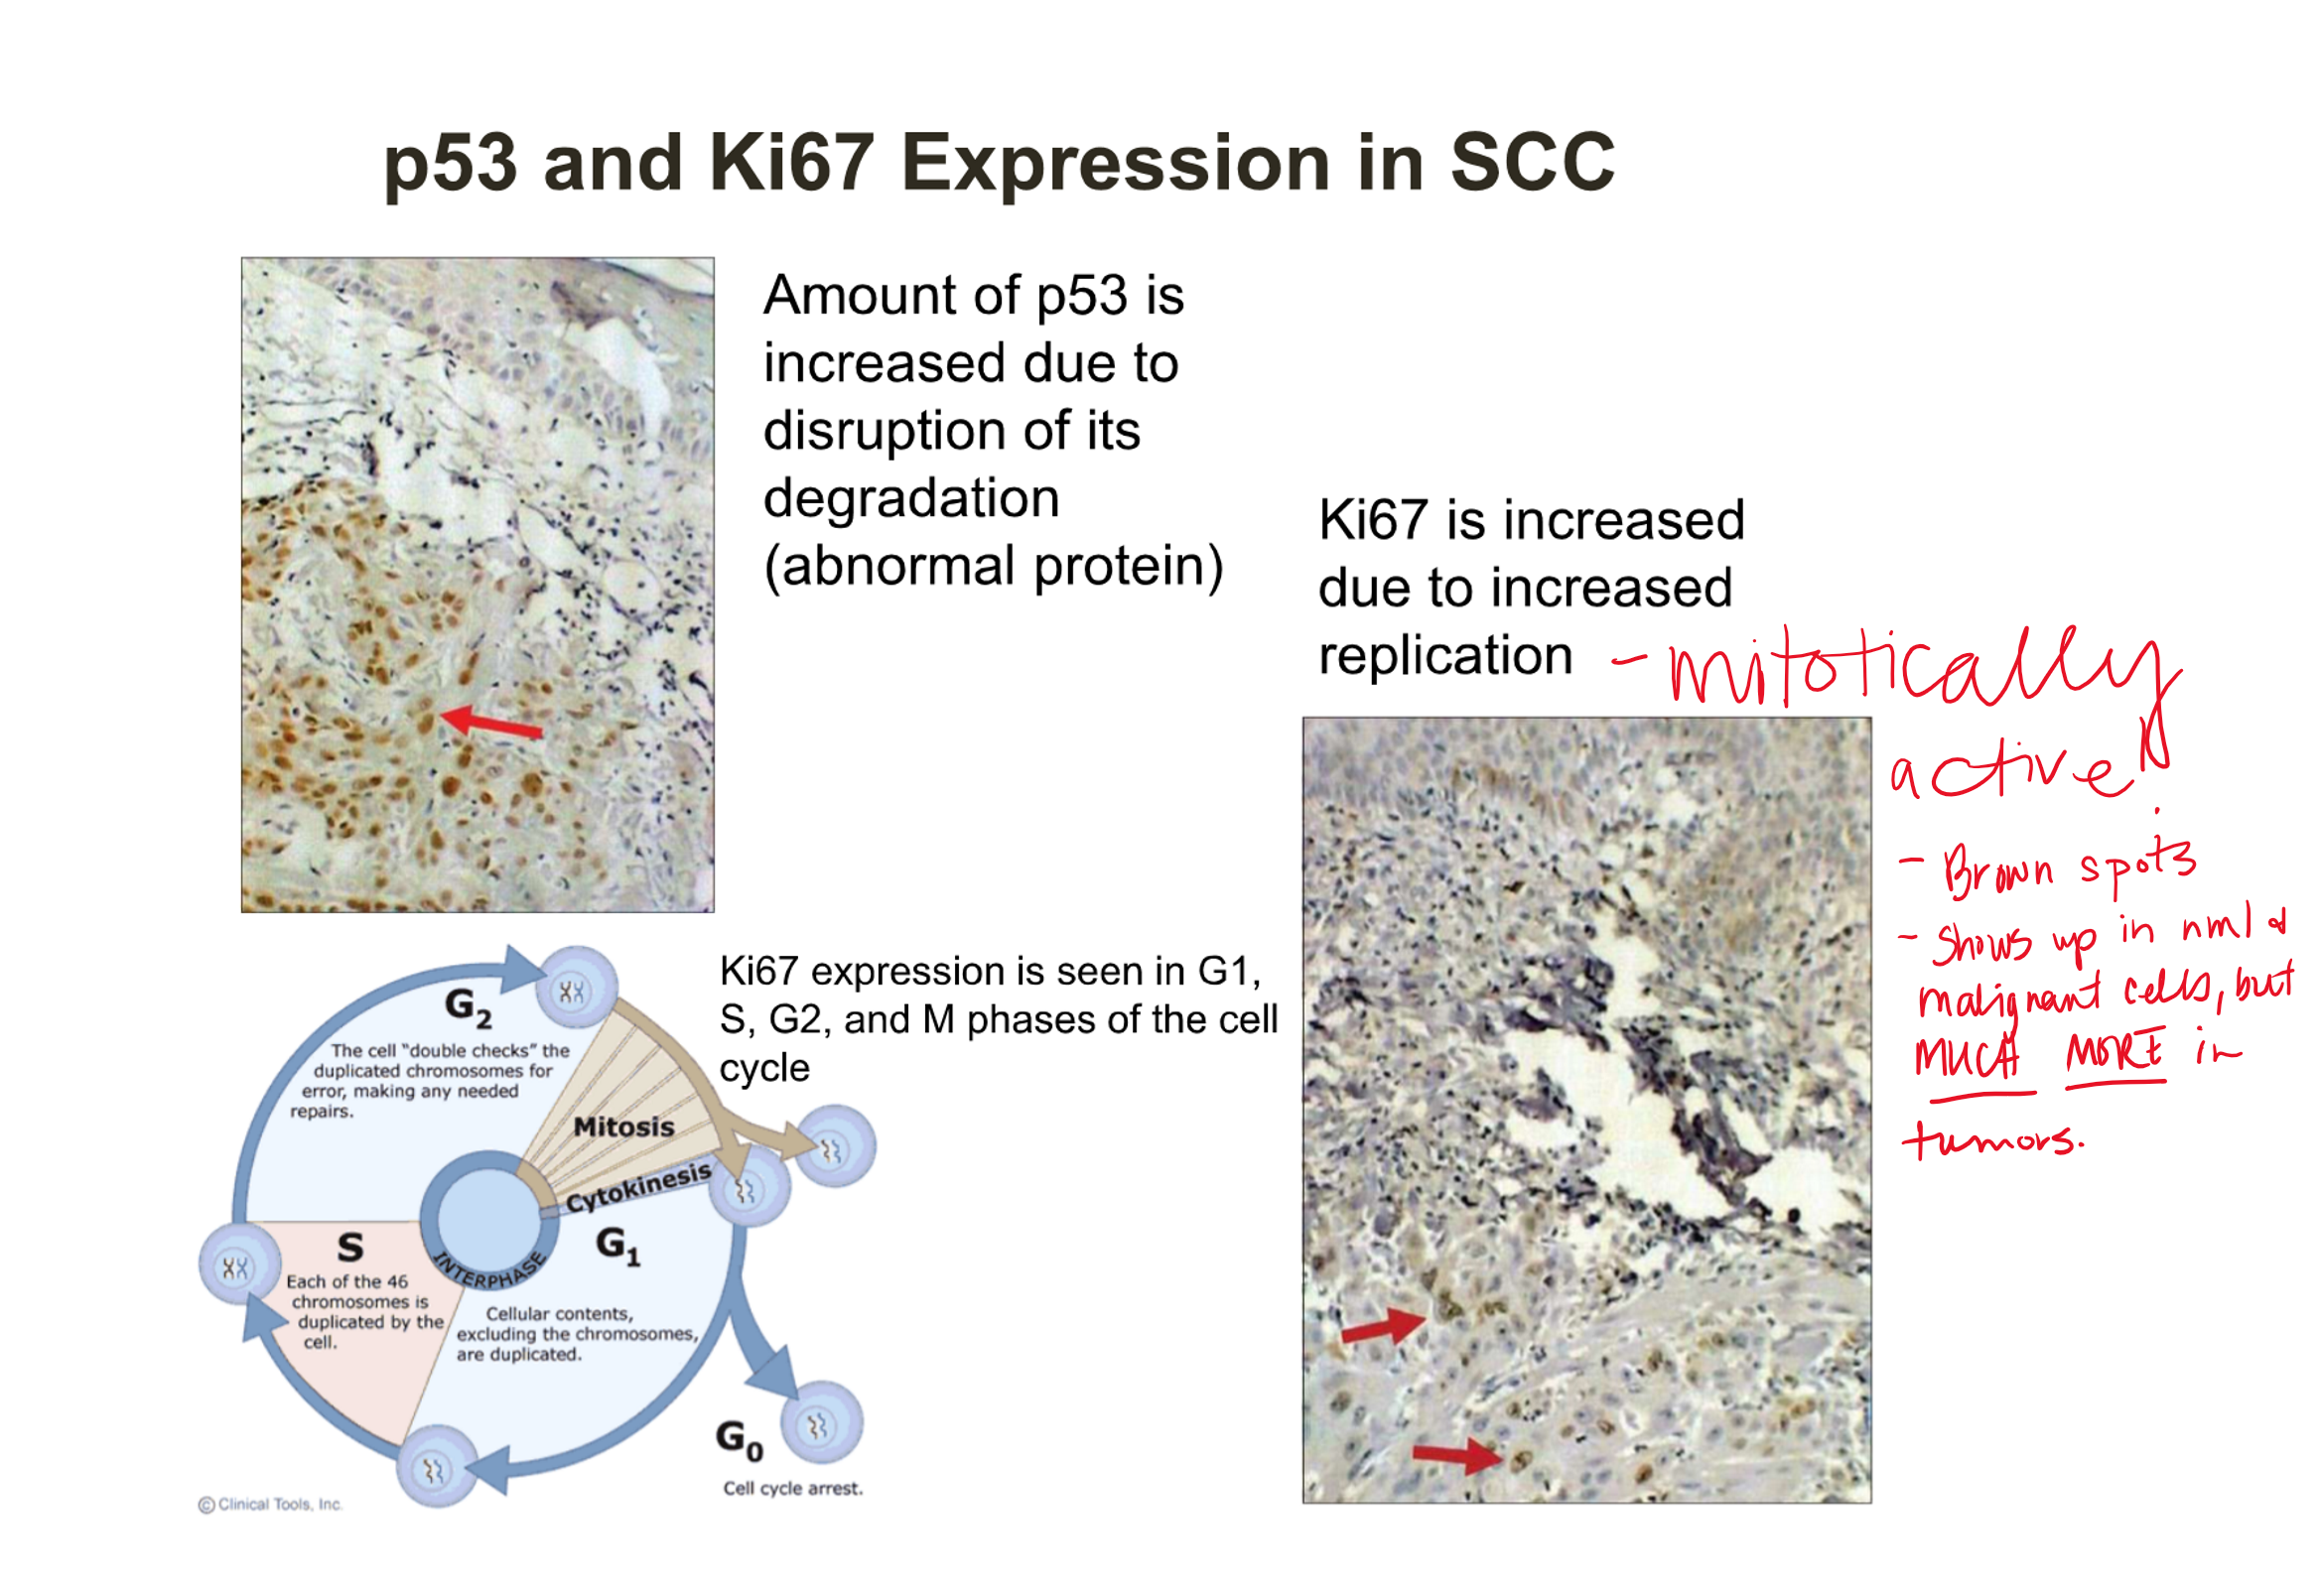 p53 and Ki67 Expression in SCC
Amount of p53 is
increased due to
disruption of its
degradation
(abnormal protein)
Ki67 is increased
due to increased
replication - mitotically
active
- Brown spots
- Shows up in nml &
malignant cells, but
MUCH MORE in
tumors.
Ki67 expression is seen in G1,
S, G2, and M phases of the cell
cycle
G2
The cell "double checks" the
duplicated chromosomes for
error, making any needed
repairs.
Mitosis
Cytokinesis
INTERPHASE
S
Each of the 46
chromosomes is
duplicated by the
cell.
G1
Cellular contents,
excluding the chromosomes,
are duplicated.
G0
Cell cycle arrest.
© Clinical Tools, Inc.